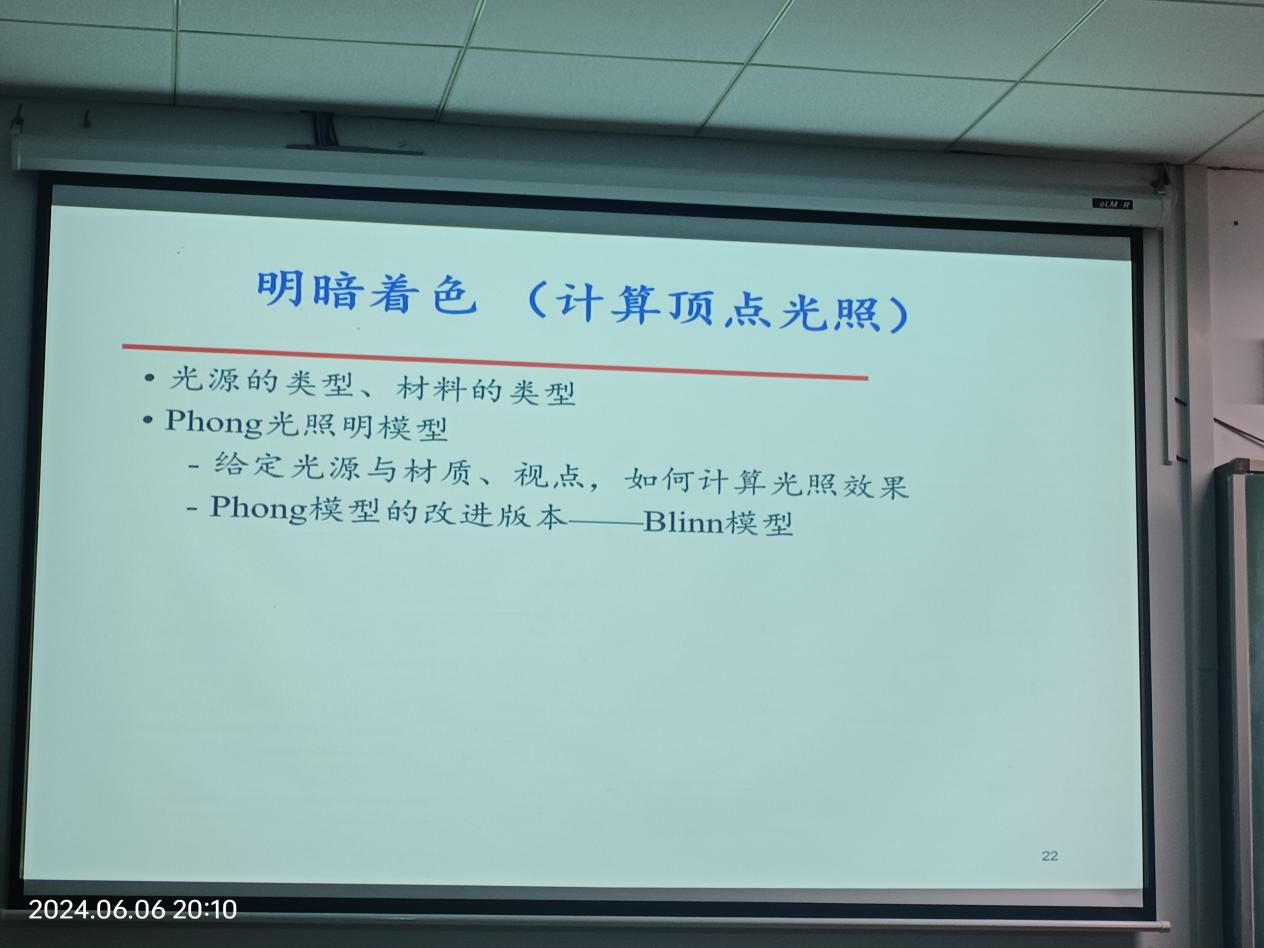 明暗着色 （计算顶点光照）
• 光源的类型、材料的类型
• Phong光照明模型
- 给定光源与材质、视点，如何计算光照效果
- Phong模型的改进版本——Blinn模型
22
2024.06.06 20:10